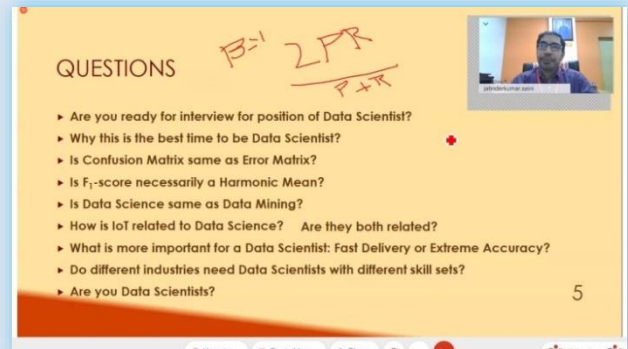 QUESTIONS
β=1
2PR
P+R
▸ Are you ready for interview for position of Data Scientist?
▸ Why this is the best time to be Data Scientist?
▸ Is Confusion Matrix same as Error Matrix?
▸ Is F₁-score necessarily a Harmonic Mean?
▸ Is Data Science same as Data Mining?
▸ How is IoT related to Data Science? Are they both related?
▸ What is more important for a Data Scientist: Fast Delivery or Extreme Accuracy?
▸ Do different industries need Data Scientists with different skill sets?
▸ Are you Data Scientists?
5